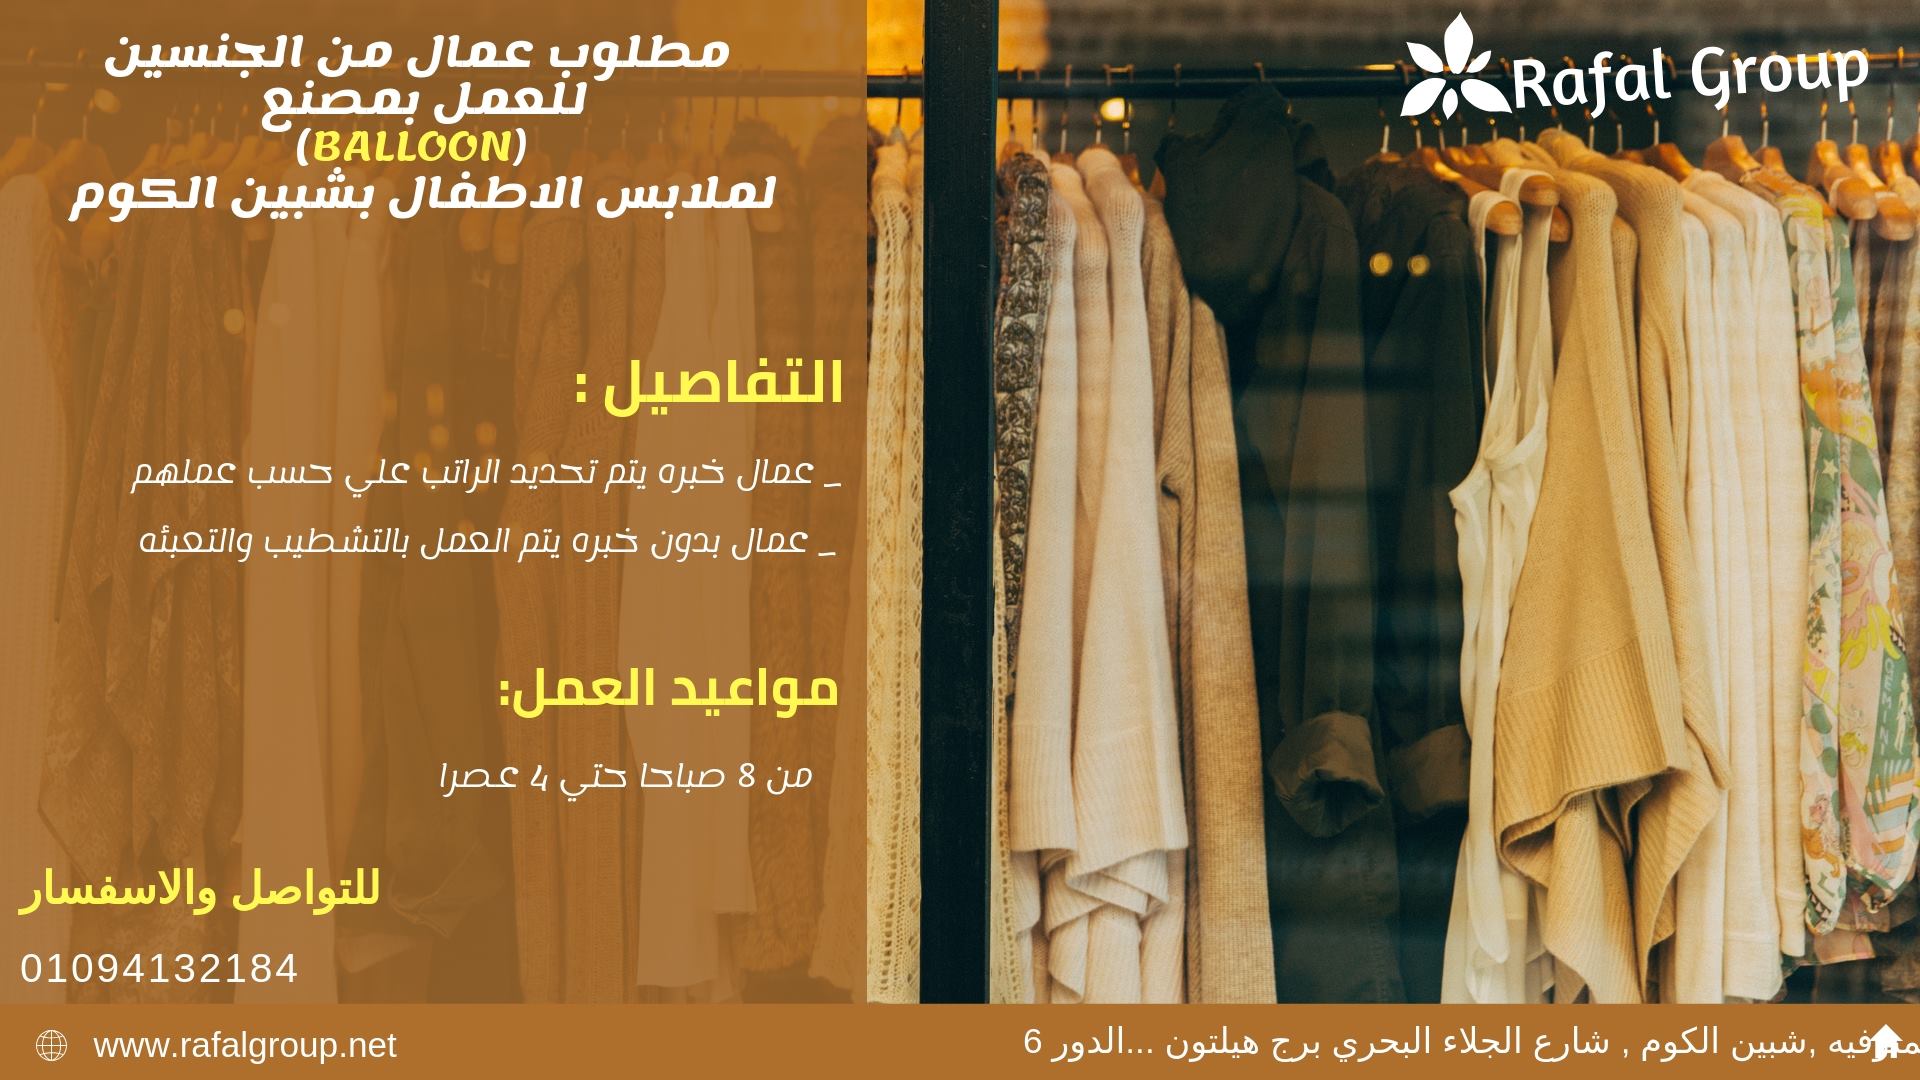 Rafal Group
مطلوب عمال من الجنسين
للعمل بمصنع
(BALLOON)
لملابس الاطفال بشبين الكوم
التفاصيل :
_ عمال خبره يتم تحديد الراتب علي حسب عملهم
_ عمال بدون خبره يتم العمل بالتشطيب والتعبئه
مواعيد العمل:
من 8 صباحا حتي 4 عصرا
للتواصل والاسفسار
01094132184
www.rafalgroup.net
,شبين الكوم , شارع الجلاء البحري برج هيلتون ...الدور 6